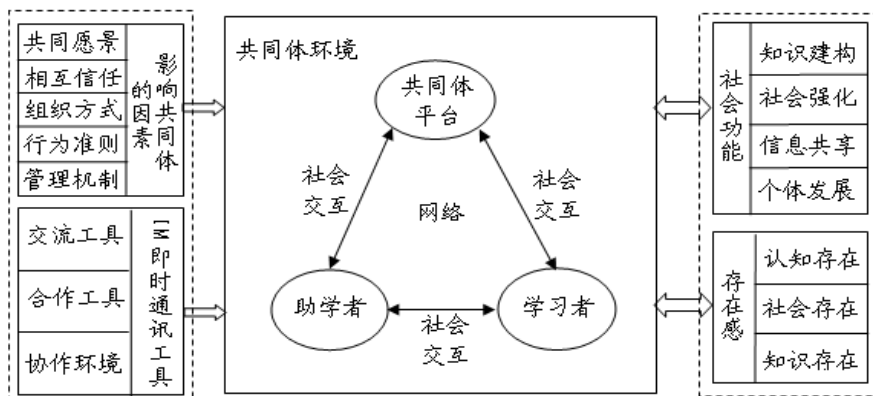 共同愿景
相互信任
组织方式
行为准则
管理机制
影响共同体
的因素
交流工具
合作工具
协作环境
IM即时通讯工具
共同体环境
共同体
平台
社会
交互
社会
交互
网络
助学者
学习者
社会
交互
社会功能
知识建构
社会强化
信息共享
个体发展
存在感
认知存在
社会存在
知识存在